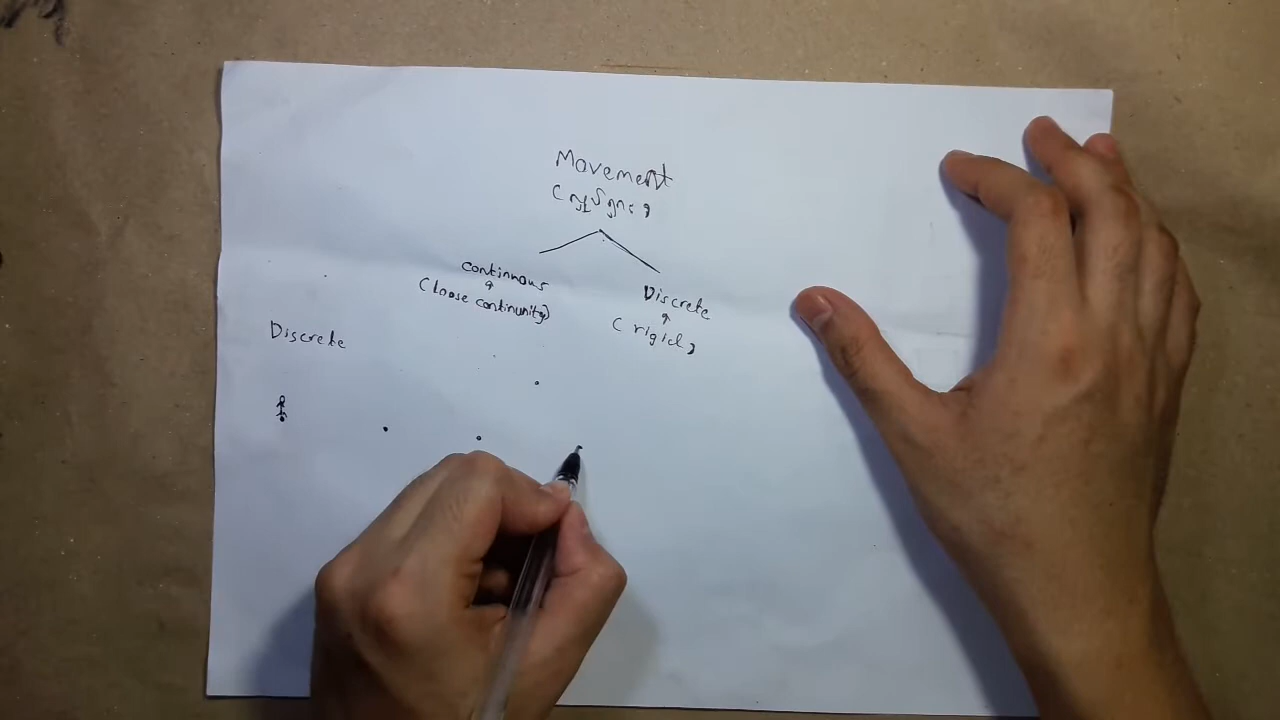 Movement
Continuous
(loose continuity)
Discrete
(rigid)
Discrete